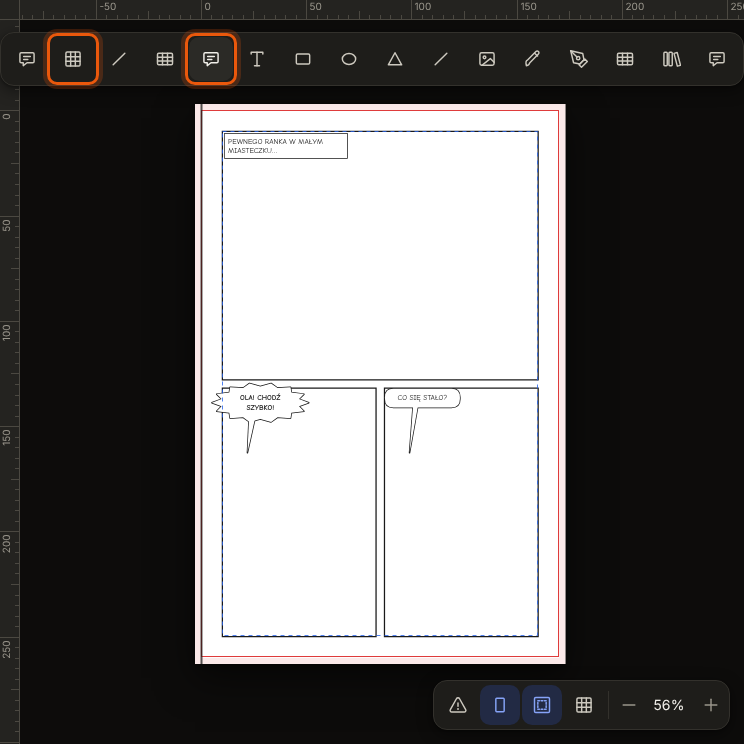 -50
0
50
100
150
200
250
0
50
100
150
200
250
PEWNEGO RANKA W MAŁYM
MIASTECZKU...
OLA! CHODŹ
SZYBKO!
CO SIĘ STAŁO?
56%